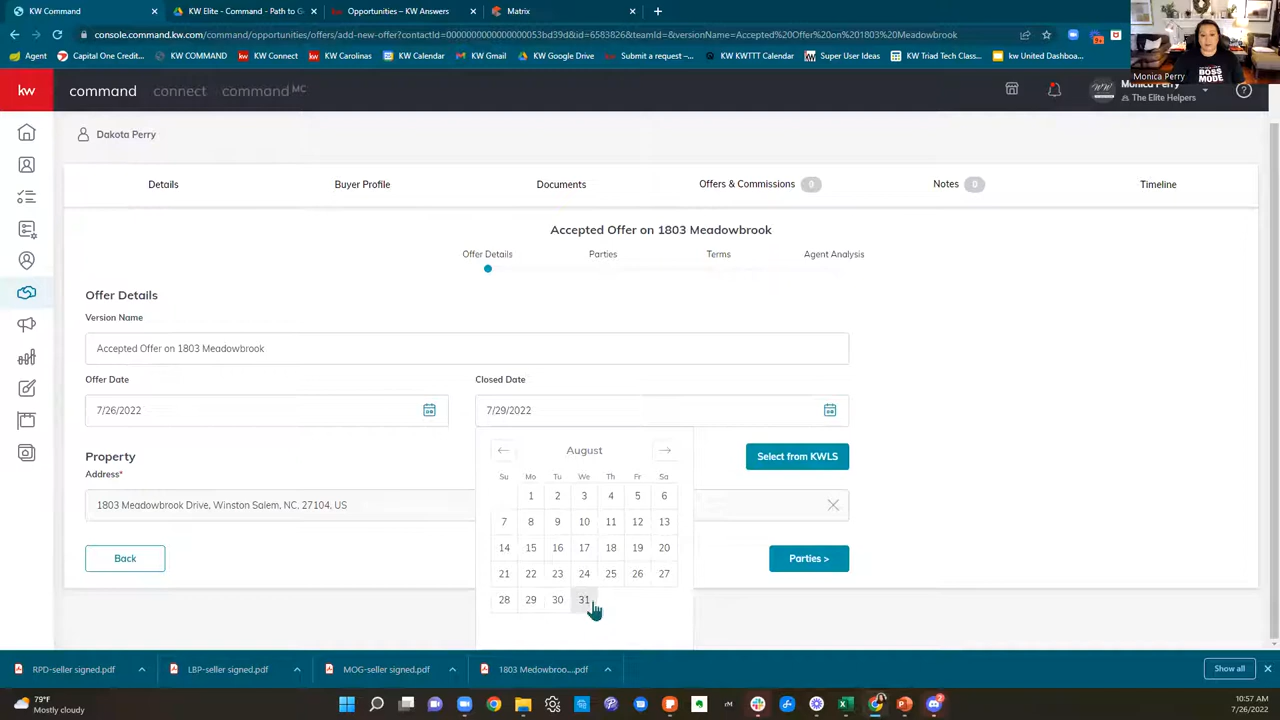 KW Command
KW Elite - Command - Path to G
Opportunities – KW Answers
Matrix
console.command.kw.com/command/opportunities/offers/add-new-offer?contactId=0000000000000000053bd39d&id=6583826&teamId=&versionName=Accepted%20Offer%20on%201803%20Meadowbrook
Agent
Capital One Credit...
KW COMMAND
KW Calendar
KW Gmail
KW Google Drive
Submit a request –...
KW KWTTT Calendar
Super User Ideas
KW Triad Tech Class...
kw United Dashboa...
BOSS
MODE
Monica Perry
kw
command
connect
command MC
Monica Perry
The Elite Helpers
Dakota Perry
Details
Buyer Profile
Documents
Offers & Commissions 0
Notes 0
Timeline
Accepted Offer on 1803 Meadowbrook
Offer Details
Parties
Terms
Agent Analysis
Offer Details
Version Name
Accepted Offer on 1803 Meadowbrook
Offer Date
Closed Date
7/26/2022
7/29/2022
August
Su Mo Tu We Th Fr Sa
1 2 3 4 5 6
7 8 9 10 11 12 13
14 15 16 17 18 19 20
21 22 23 24 25 26 27
28 29 30 31
Property
Select from KWLS
Address*
1803 Meadowbrook Drive, Winston Salem, NC, 27104, US
Back
Parties >
RPD-seller signed.pdf
LBP-seller signed.pdf
MOG-seller signed.pdf
1803 Medowbroo....pdf
Show all
79°F
Mostly cloudy
rM
2
10:57 AM
7/26/2022